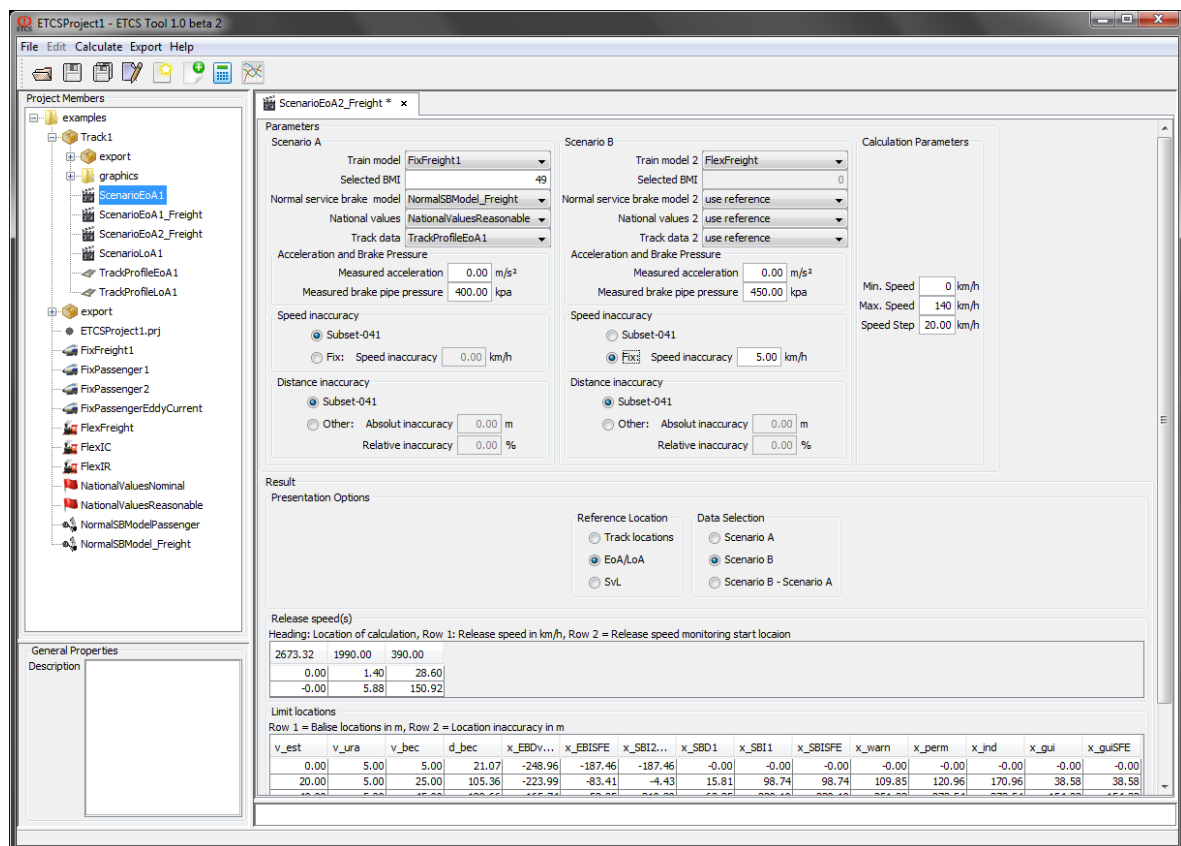 ETCS ETCSProject1 - ETCS Tool 1.0 beta 2
File Edit Calculate Export Help
Project Members
examples
Track1
export
graphics
ScenarioEoA1
ScenarioEoA1_Freight
ScenarioEoA2_Freight
ScenarioLoA1
TrackProfileEoA1
TrackProfileLoA1
export
ETCSProject1.prj
FixFreight1
FixPassenger1
FixPassenger2
FixPassengerEddyCurrent
FlexFreight
FlexIC
FlexIR
NationalValuesNominal
NationalValuesReasonable
NormalSBModelPassenger
NormalSBModel_Freight
General Properties
Description
ScenarioEoA2_Freight * x
Parameters
Scenario A
Train model FixFreight1
Selected BMI 49
Normal service brake model NormalSBModel_Freight
National values NationalValuesReasonable
Track data TrackProfileEoA1
Acceleration and Brake Pressure
Measured acceleration 0.00 m/s²
Measured brake pipe pressure 400.00 kpa
Speed inaccuracy
Subset-041
Fix: Speed inaccuracy 0.00 km/h
Distance inaccuracy
Subset-041
Other: Absolut inaccuracy 0.00 m
Relative inaccuracy 0.00 %
Scenario B
Train model 2 FlexFreight
Selected BMI 0
Normal service brake model 2 use reference
National values 2 use reference
Track data 2 use reference
Acceleration and Brake Pressure
Measured acceleration 0.00 m/s²
Measured brake pipe pressure 450.00 kpa
Speed inaccuracy
Subset-041
Fix: Speed inaccuracy 5.00 km/h
Distance inaccuracy
Subset-041
Other: Absolut inaccuracy 0.00 m
Relative inaccuracy 0.00 %
Calculation Parameters
Min. Speed 0 km/h
Max. Speed 140 km/h
Speed Step 20.00 km/h
Result
Presentation Options
Reference Location
Track locations
EoA/LoA
SvL
Data Selection
Scenario A
Scenario B
Scenario B - Scenario A
Release speed(s)
Heading: Location of calculation, Row 1: Release speed in km/h, Row 2 = Release speed monitoring start locaion
2673.32 1990.00 390.00
0.00 1.40 28.60
-0.00 5.88 150.92
Limit locations
Row 1 = Balise locations in m, Row 2 = Location inaccuracy in m
v_est v_ura v_bec d_bec x_EBDv... x_EBISFE x_SBI2... x_SBD1 x_SBI1 x_SBISFE x_warn x_perm x_ind x_gui x_guiSFE
0.00 5.00 5.00 21.07 -248.96 -187.46 -187.46 -0.00 -0.00 -0.00 -0.00 -0.00 -0.00 -0.00 -0.00
20.00 5.00 25.00 105.36 -223.99 -83.41 -4.43 15.81 98.74 98.74 109.85 120.96 170.96 38.58 38.58